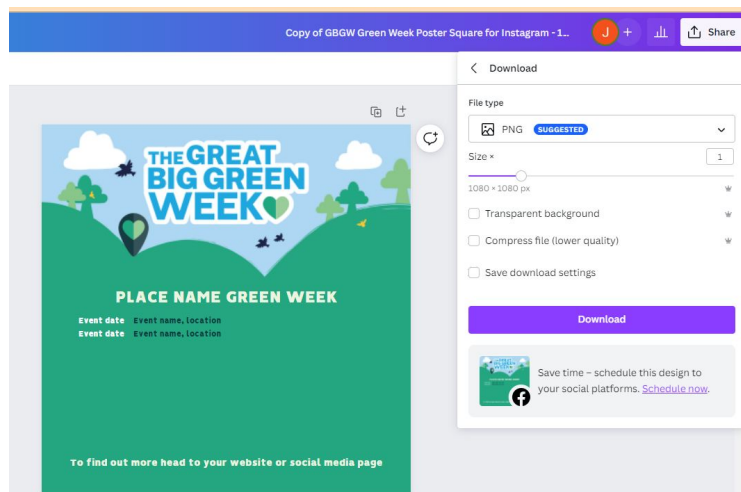 Copy of GBGW Green Week Poster Square for Instagram - 1...
J
+
Share
Download
File type
PNG SUGGESTED
Size × 1
1080 × 1080 px
Transparent background
Compress file (lower quality)
Save download settings
Download
Save time – schedule this design to
your social platforms. Schedule now.
THE GREAT
BIG GREEN
WEEK
PLACE NAME GREEN WEEK
Event date Event name, location
Event date Event name, location
To find out more head to your website or social media page